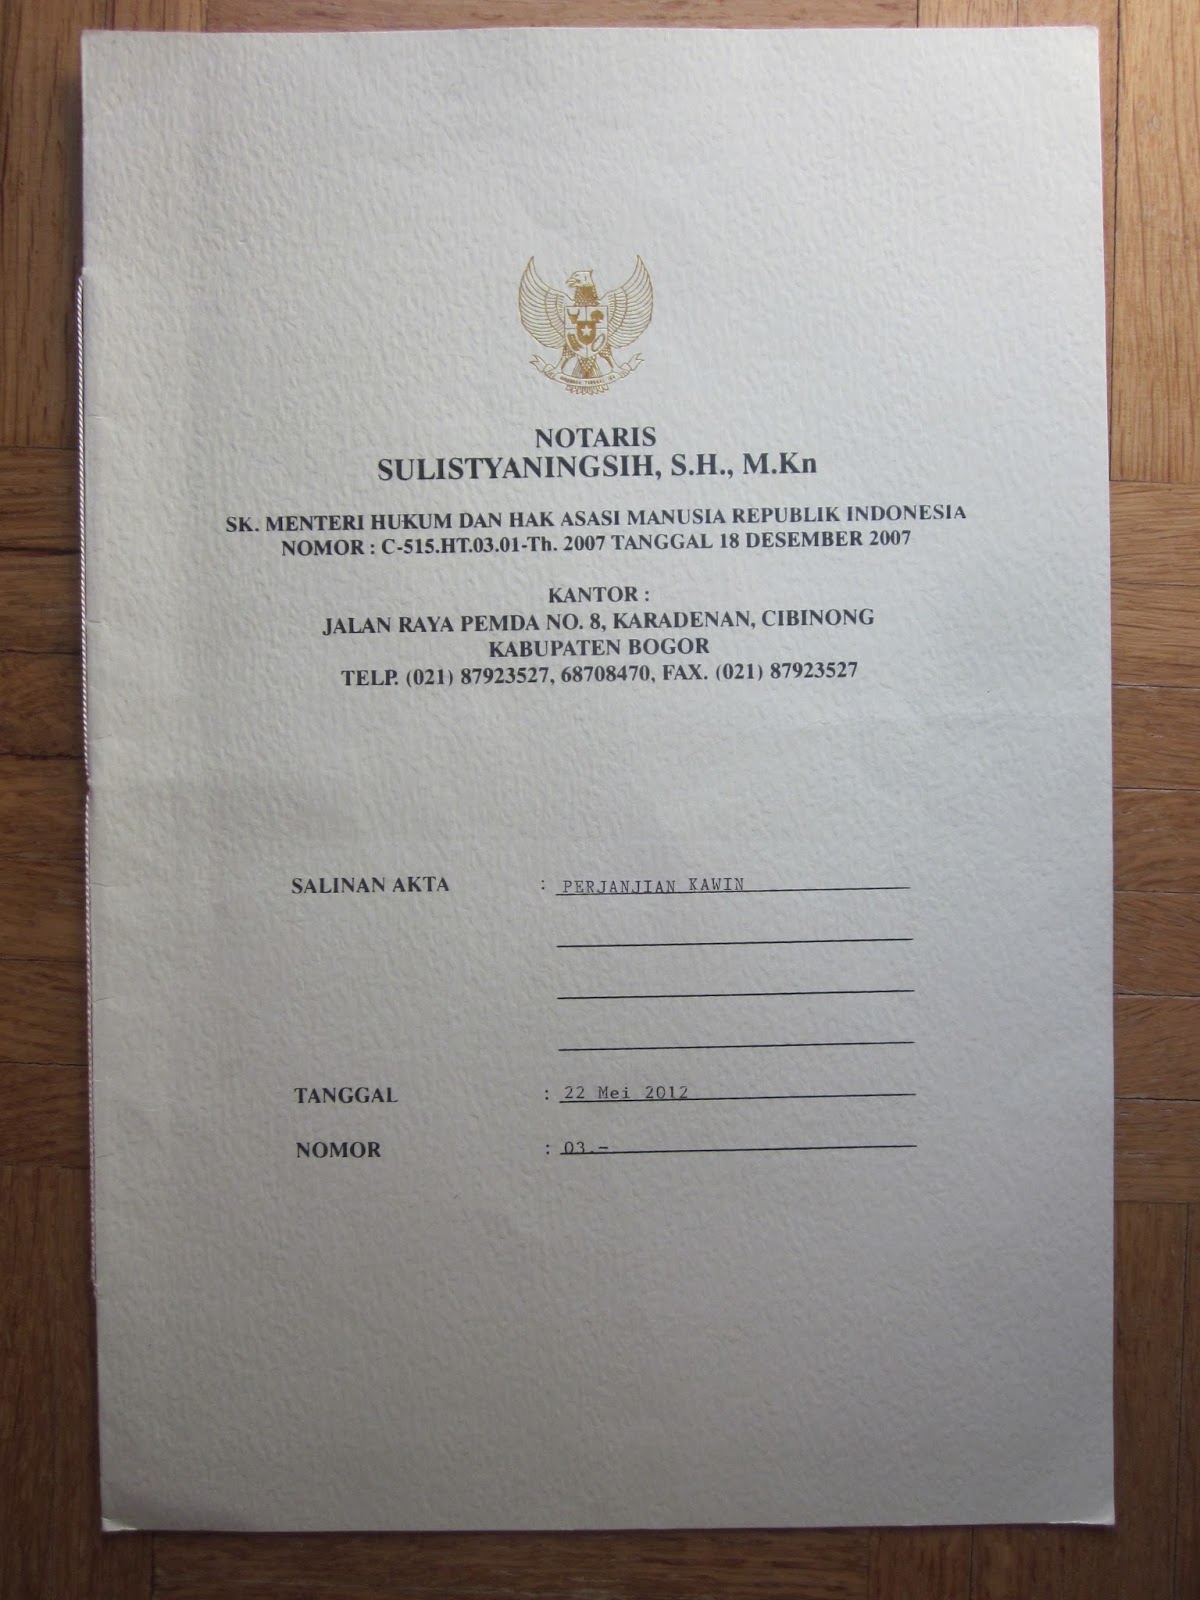 NOTARIS
SULISTYANINGSIH, S.H., M.Kn
SK. MENTERI HUKUM DAN HAK ASASI MANUSIA REPUBLIK INDONESIA
NOMOR : C-515.HT.03.01-Th. 2007 TANGGAL 18 DESEMBER 2007
KANTOR :
JALAN RAYA PEMDA NO. 8, KARADENAN, CIBINONG
KABUPATEN BOGOR
TELP. (021) 87923527, 68708470, FAX. (021) 87923527
SALINAN AKTA : PERJANJIAN KAWIN
TANGGAL : 22 Mei 2012
NOMOR : 03.-